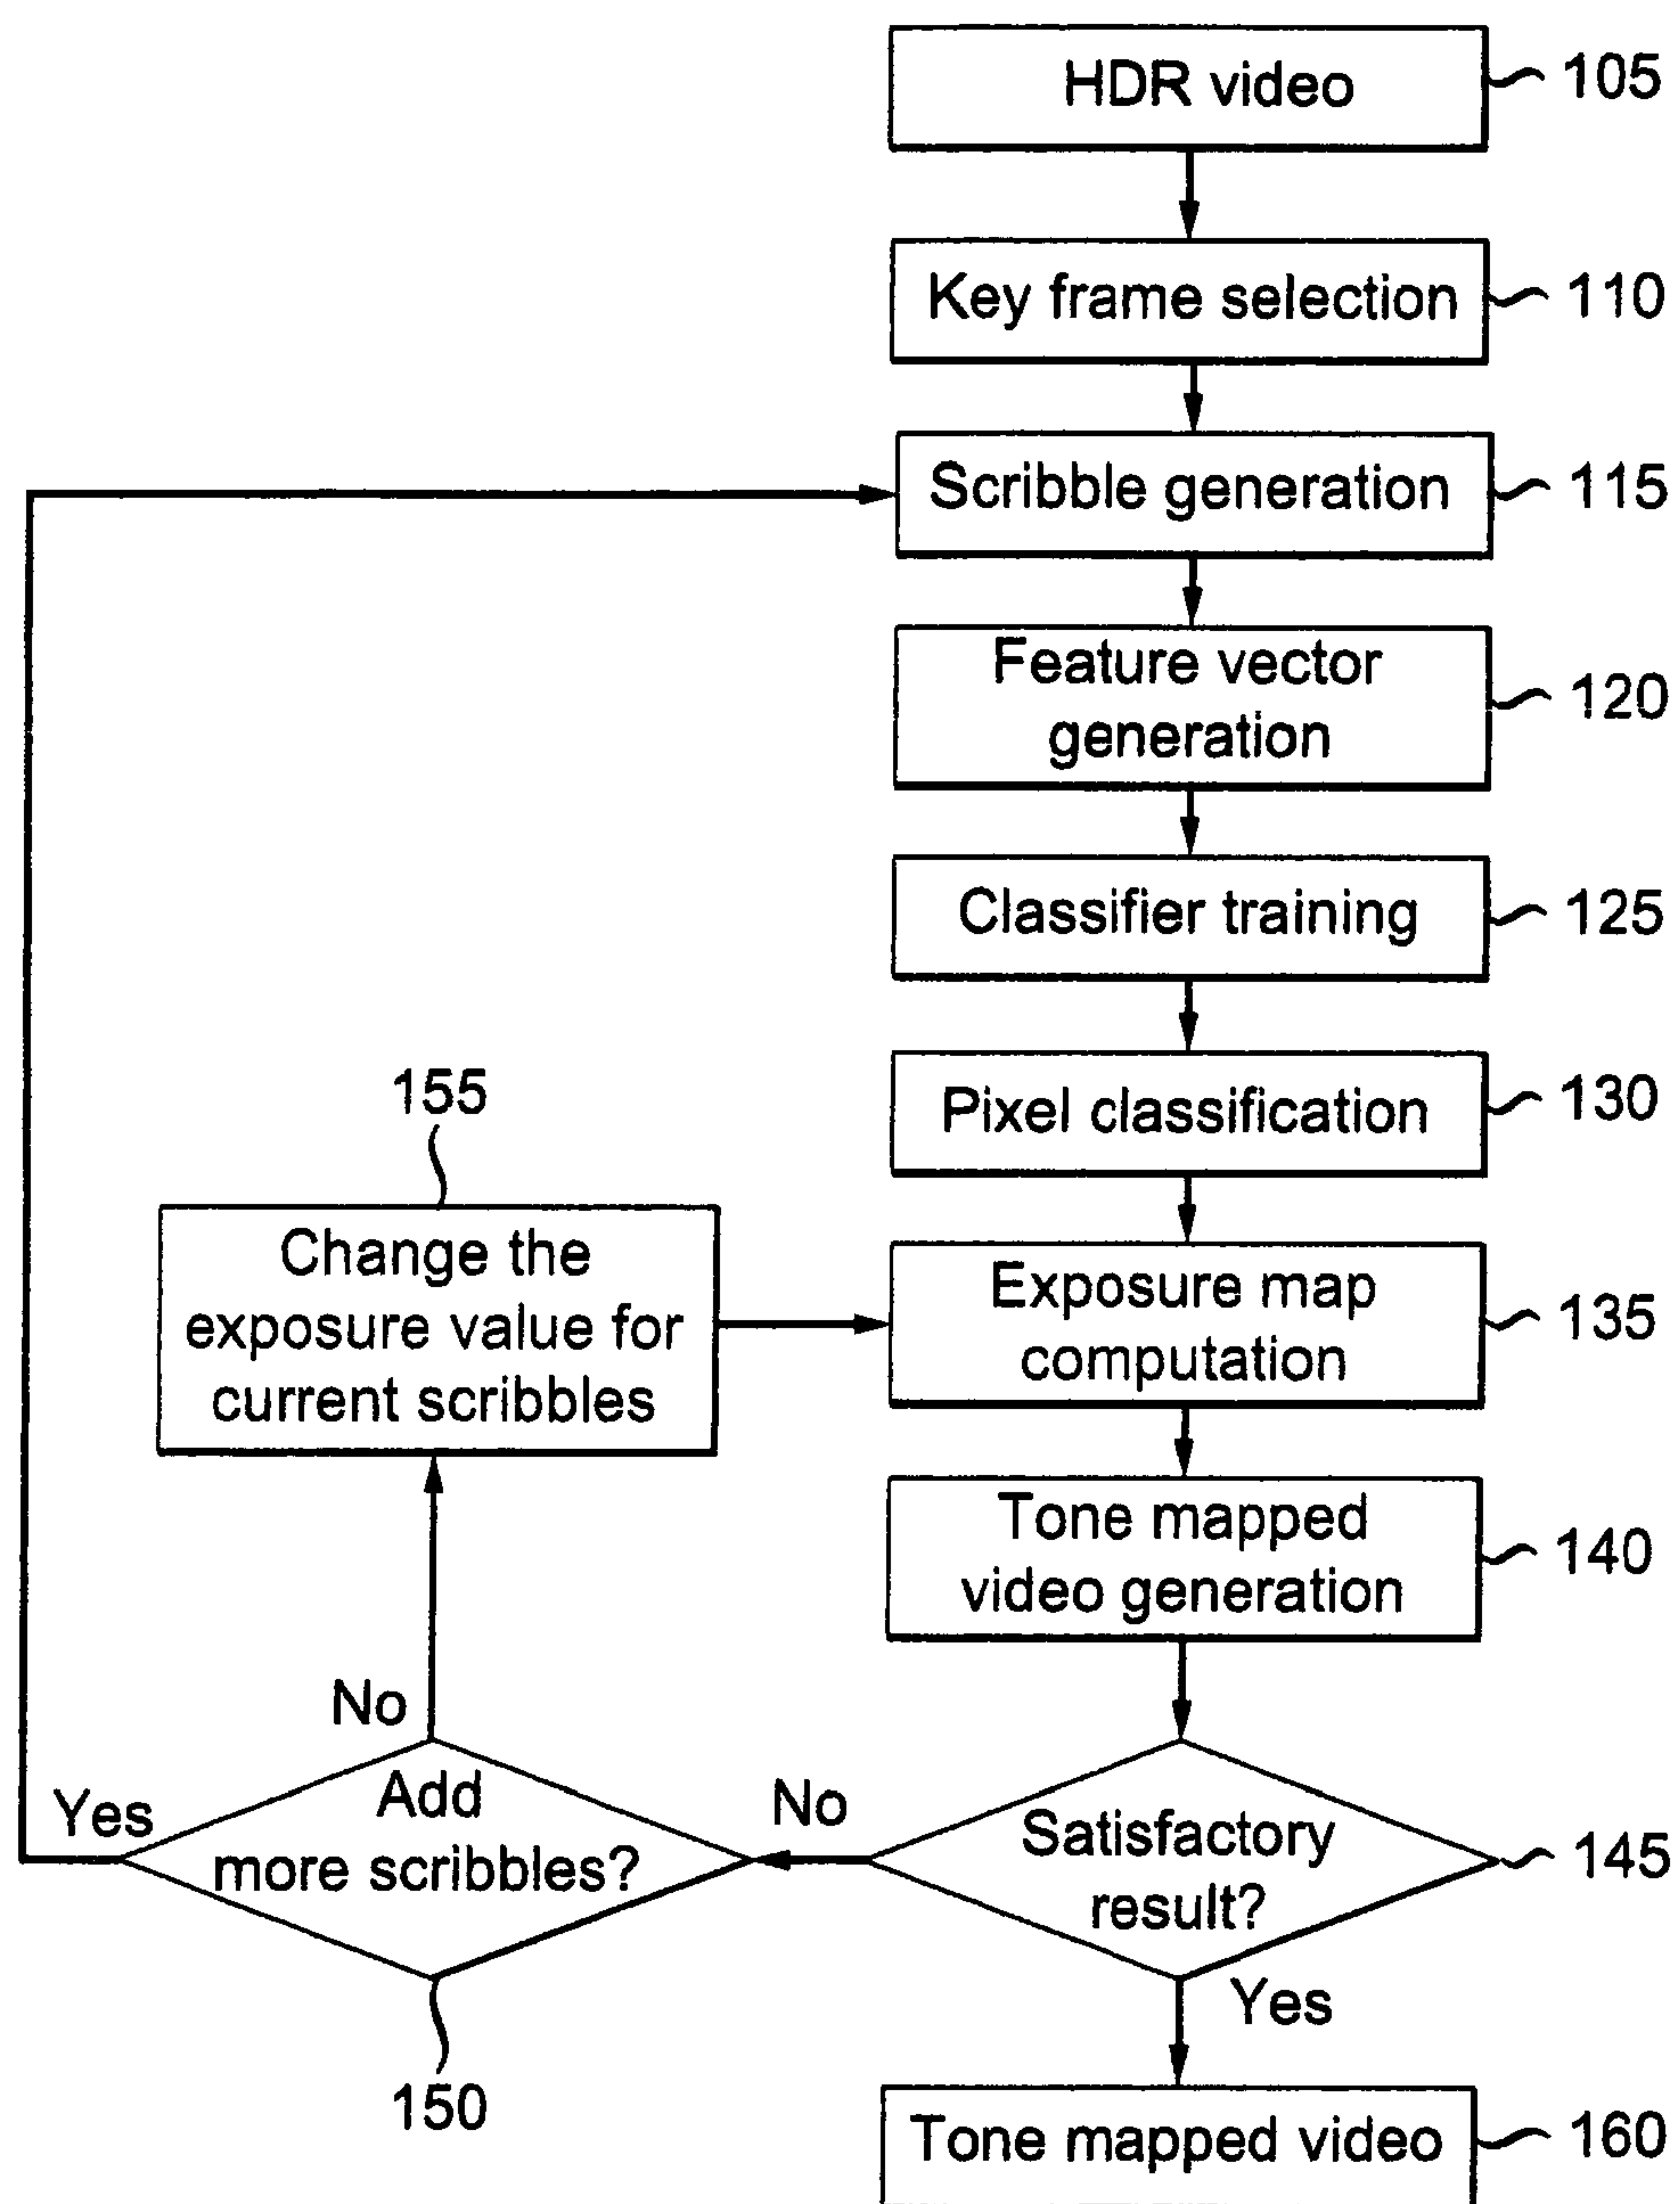 HDR video
105
Key frame selection
110
Scribble generation
115
Feature vector
generation
120
Classifier training
125
Pixel classification
130
155
Change the
exposure value for
current scribbles
Exposure map
computation
135
Tone mapped
video generation
140
No
Yes
Add
more scribbles?
No
Satisfactory
result?
145
Yes
150
Tone mapped video
160